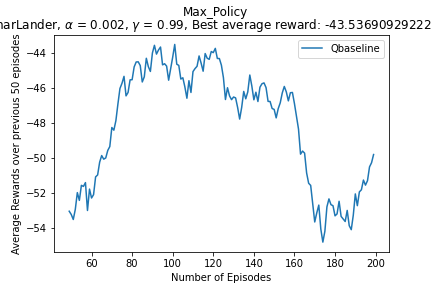 Max_Policy
narLander, α = 0.002, γ = 0.99, Best average reward: -43.53690929222
Qbaseline
Average Rewards over previous 50 episodes
-44
-46
-48
-50
-52
-54
60
80
100
120
140
160
180
200
Number of Episodes